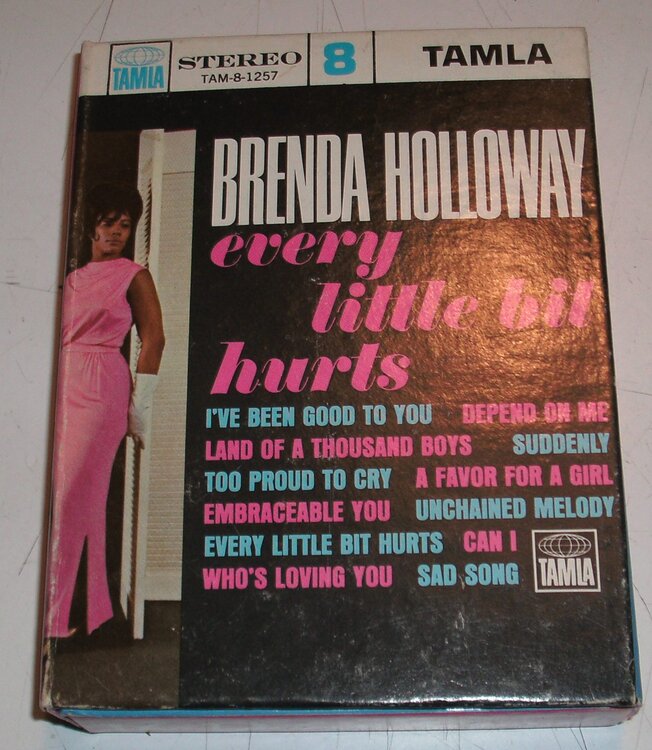 TAMLA
STEREO
TAM-8-1257
8
TAMLA
BRENDA HOLLOWAY
every
little bit
hurts
I'VE BEEN GOOD TO YOU DEPEND ON ME
LAND OF A THOUSAND BOYS SUDDENLY
TOO PROUD TO CRY A FAVOR FOR A GIRL
EMBRACEABLE YOU UNCHAINED MELODY
EVERY LITTLE BIT HURTS CAN I
WHO'S LOVING YOU SAD SONG
TAMLA